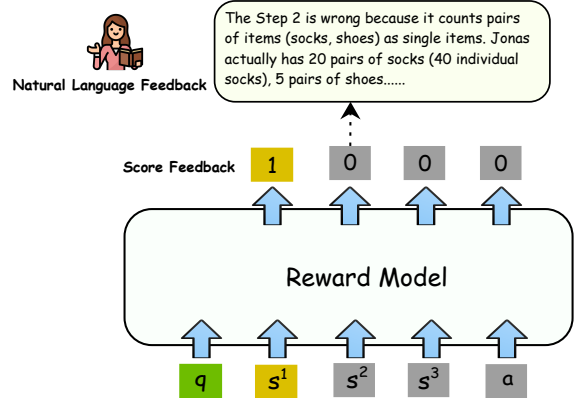 The Step 2 is wrong because it counts pairs
of items (socks, shoes) as single items. Jonas
actually has 20 pairs of socks (40 individual
socks), 5 pairs of shoes......
Natural Language Feedback
Score Feedback 1 0 0 0
Reward Model
q s¹ s² s³ a